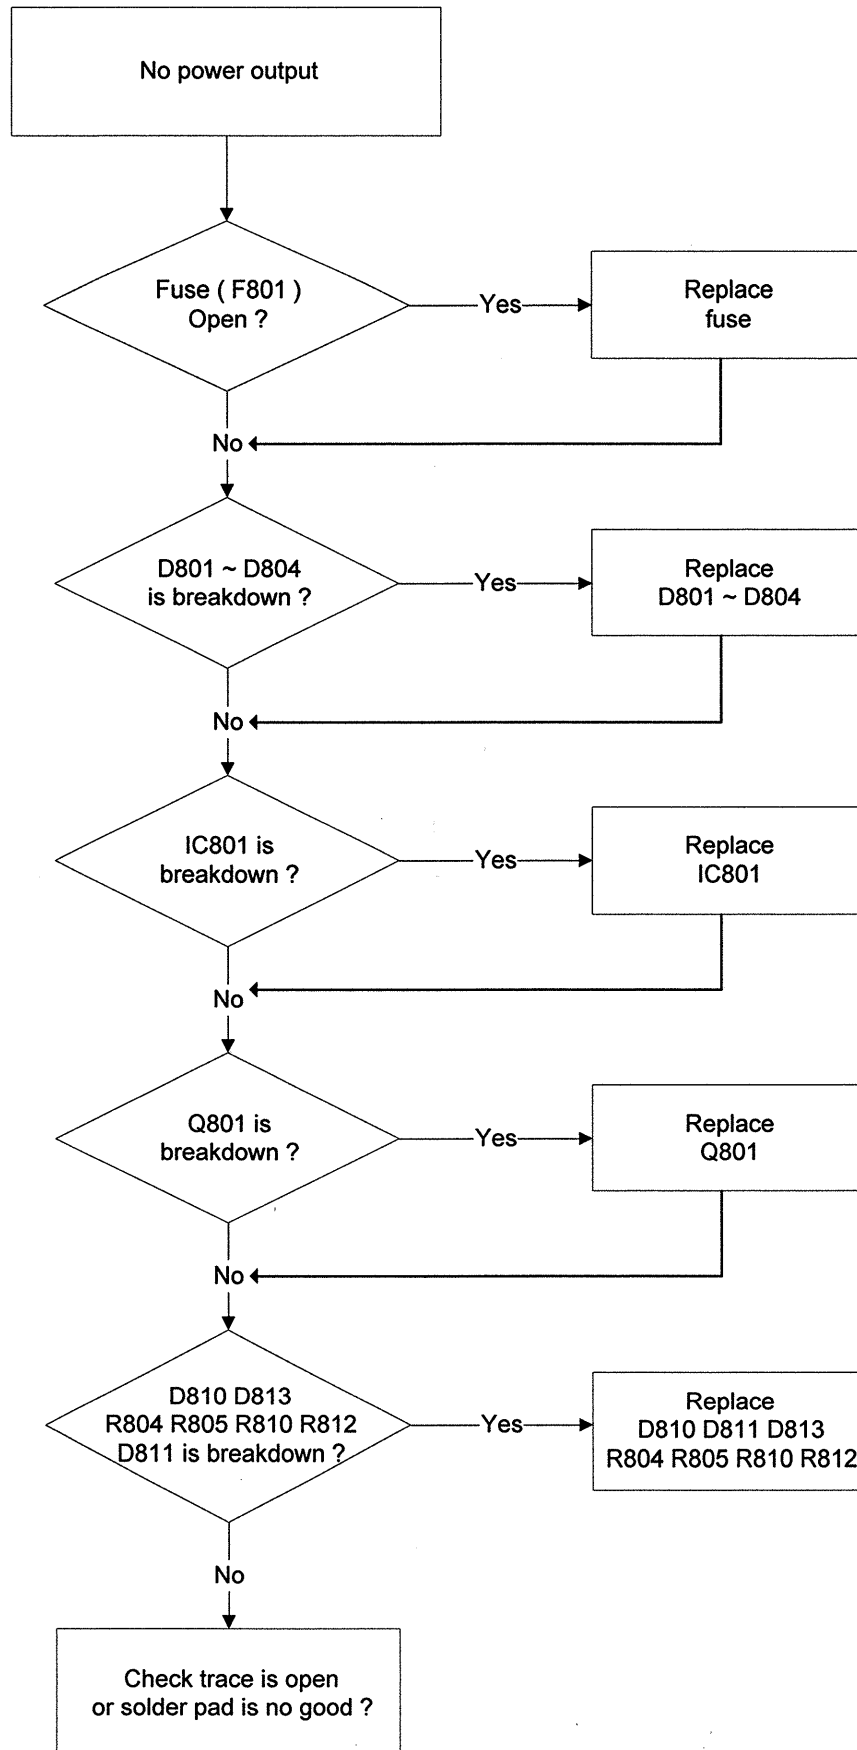 No power output
Fuse ( F801 )
Open ?
Yes
Replace
fuse
No
D801 ~ D804
is breakdown ?
Yes
Replace
D801 ~ D804
No
IC801 is
breakdown ?
Yes
Replace
IC801
No
Q801 is
breakdown ?
Yes
Replace
Q801
No
D810 D813
R804 R805 R810 R812
D811 is breakdown ?
Yes
Replace
D810 D811 D813
R804 R805 R810 R812
No
Check trace is open
or solder pad is no good ?